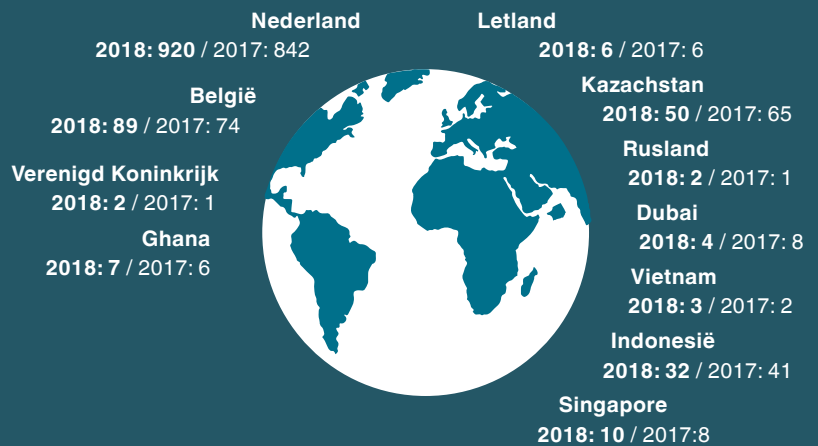 Nederland
2018: 920 / 2017: 842
België
2018: 89 / 2017: 74
Verenigd Koninkrijk
2018: 2 / 2017: 1
Ghana
2018: 7 / 2017: 6
Letland
2018: 6 / 2017: 6
Kazachstan
2018: 50 / 2017: 65
Rusland
2018: 2 / 2017: 1
Dubai
2018: 4 / 2017: 8
Vietnam
2018: 3 / 2017: 2
Indonesië
2018: 32 / 2017: 41
Singapore
2018: 10 / 2017:8